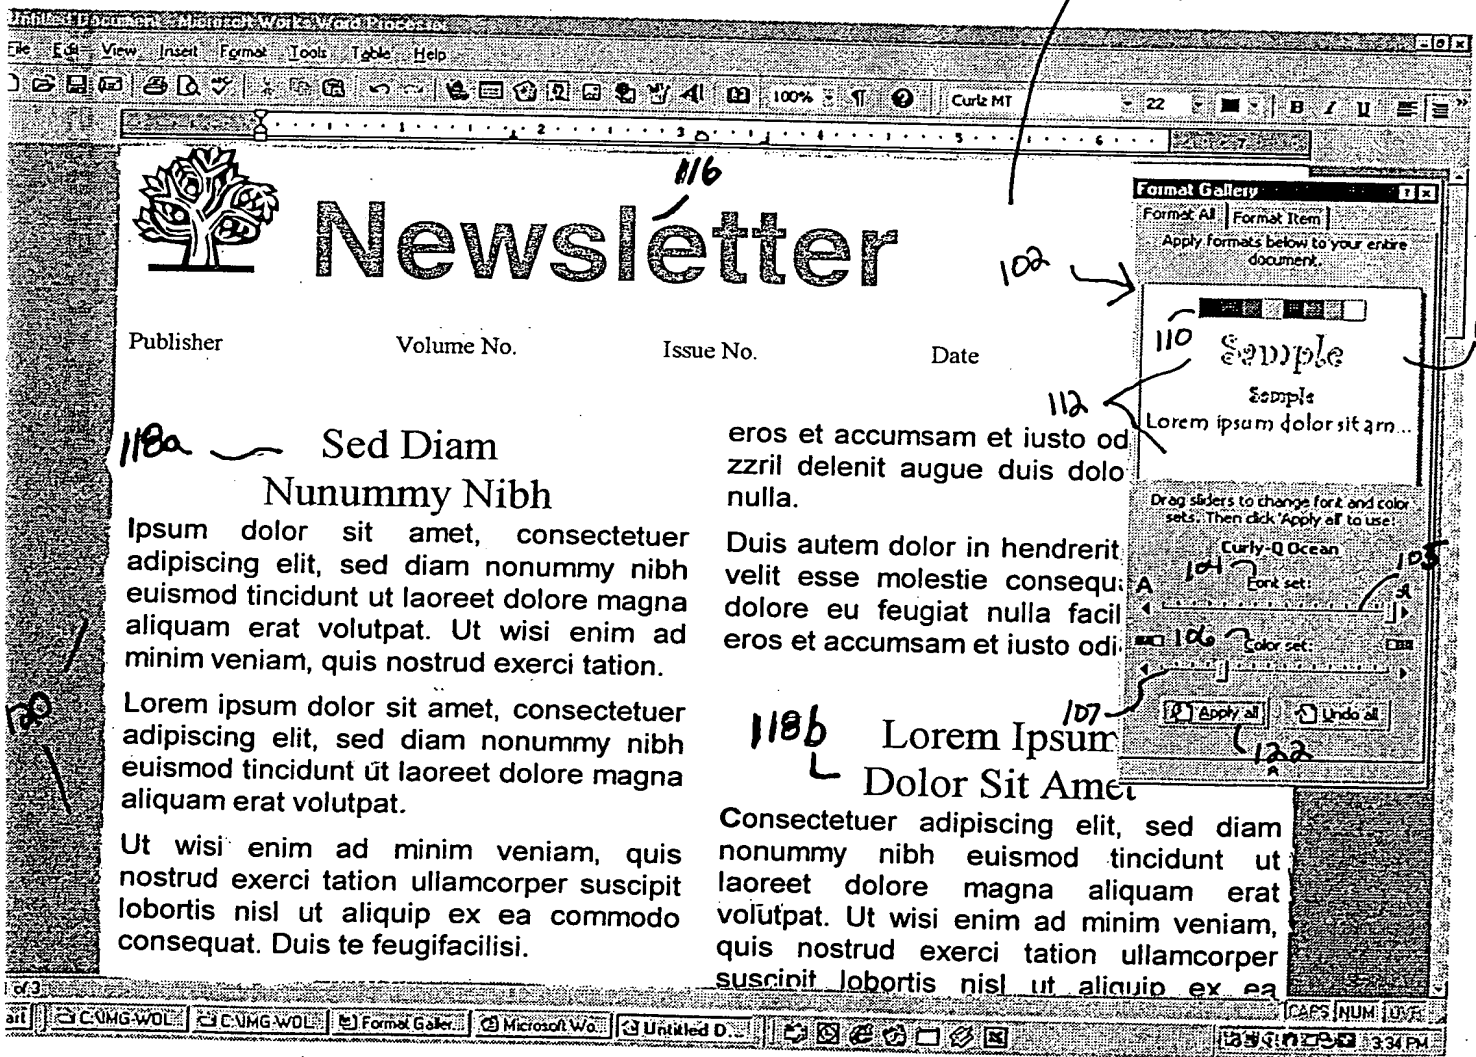 Untitled Document - Microsoft Works Word Processor
File Edit View Insert Format Tools Table Help
100% Curlz MT 22 B I U
1 2 3 4 5 6 7
116
Newsletter
Publisher Volume No. Issue No. Date
118a
Sed Diam
Nunummy Nibh
Ipsum dolor sit amet, consectetuer
adipiscing elit, sed diam nonummy nibh
euismod tincidunt ut laoreet dolore magna
aliquam erat volutpat. Ut wisi enim ad
minim veniam, quis nostrud exerci tation.
120
Lorem ipsum dolor sit amet, consectetuer
adipiscing elit, sed diam nonummy nibh
euismod tincidunt ut laoreet dolore magna
aliquam erat volutpat.
Ut wisi enim ad minim veniam, quis
nostrud exerci tation ullamcorper suscipit
lobortis nisl ut aliquip ex ea commodo
consequat. Duis te feugifacilisi.
eros et accumsam et iusto od
zzril delenit augue duis dolo
nulla.
Duis autem dolor in hendrerit
velit esse molestie consequ
dolore eu feugiat nulla facil
eros et accumsam et iusto odi
118b
Lorem Ipsum
Dolor Sit Amet
Consectetuer adipiscing elit, sed diam
nonummy nibh euismod tincidunt ut
laoreet dolore magna aliquam erat
volutpat. Ut wisi enim ad minim veniam,
quis nostrud exerci tation ullamcorper
suscipit lobortis nisl ut aliquip ex ea
102
Format Gallery
Format All Format Item
Apply formats below to your entire
document.
110
Sample
112
Sample
Lorem ipsum dolor sit am...
Drag sliders to change font and color
sets. Then click 'Apply all' to use.
Curly-Q Ocean
104 Font set: 105
A
106 Color set:
107
Apply all Undo all
122
1 of 3
CAPS NUM OVR
art C:\IMG-WOL... C:\IMG-WOL... Format Galler... Microsoft Wo... Untitled D... 3:34 PM